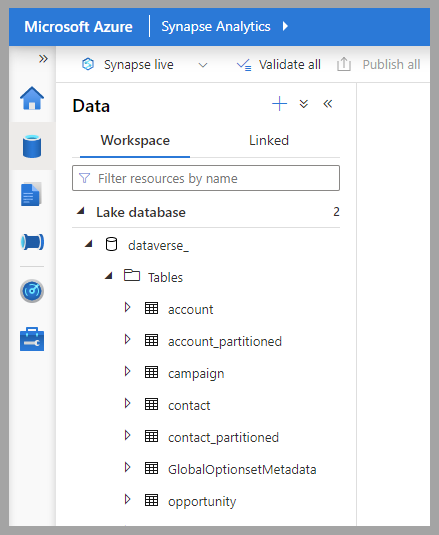 Microsoft Azure Synapse Analytics
Synapse live Validate all Publish all
Data
Workspace Linked
Filter resources by name
Lake database 2
dataverse_
Tables
account
account_partitioned
campaign
contact
contact_partitioned
GlobalOptionsetMetadata
opportunity